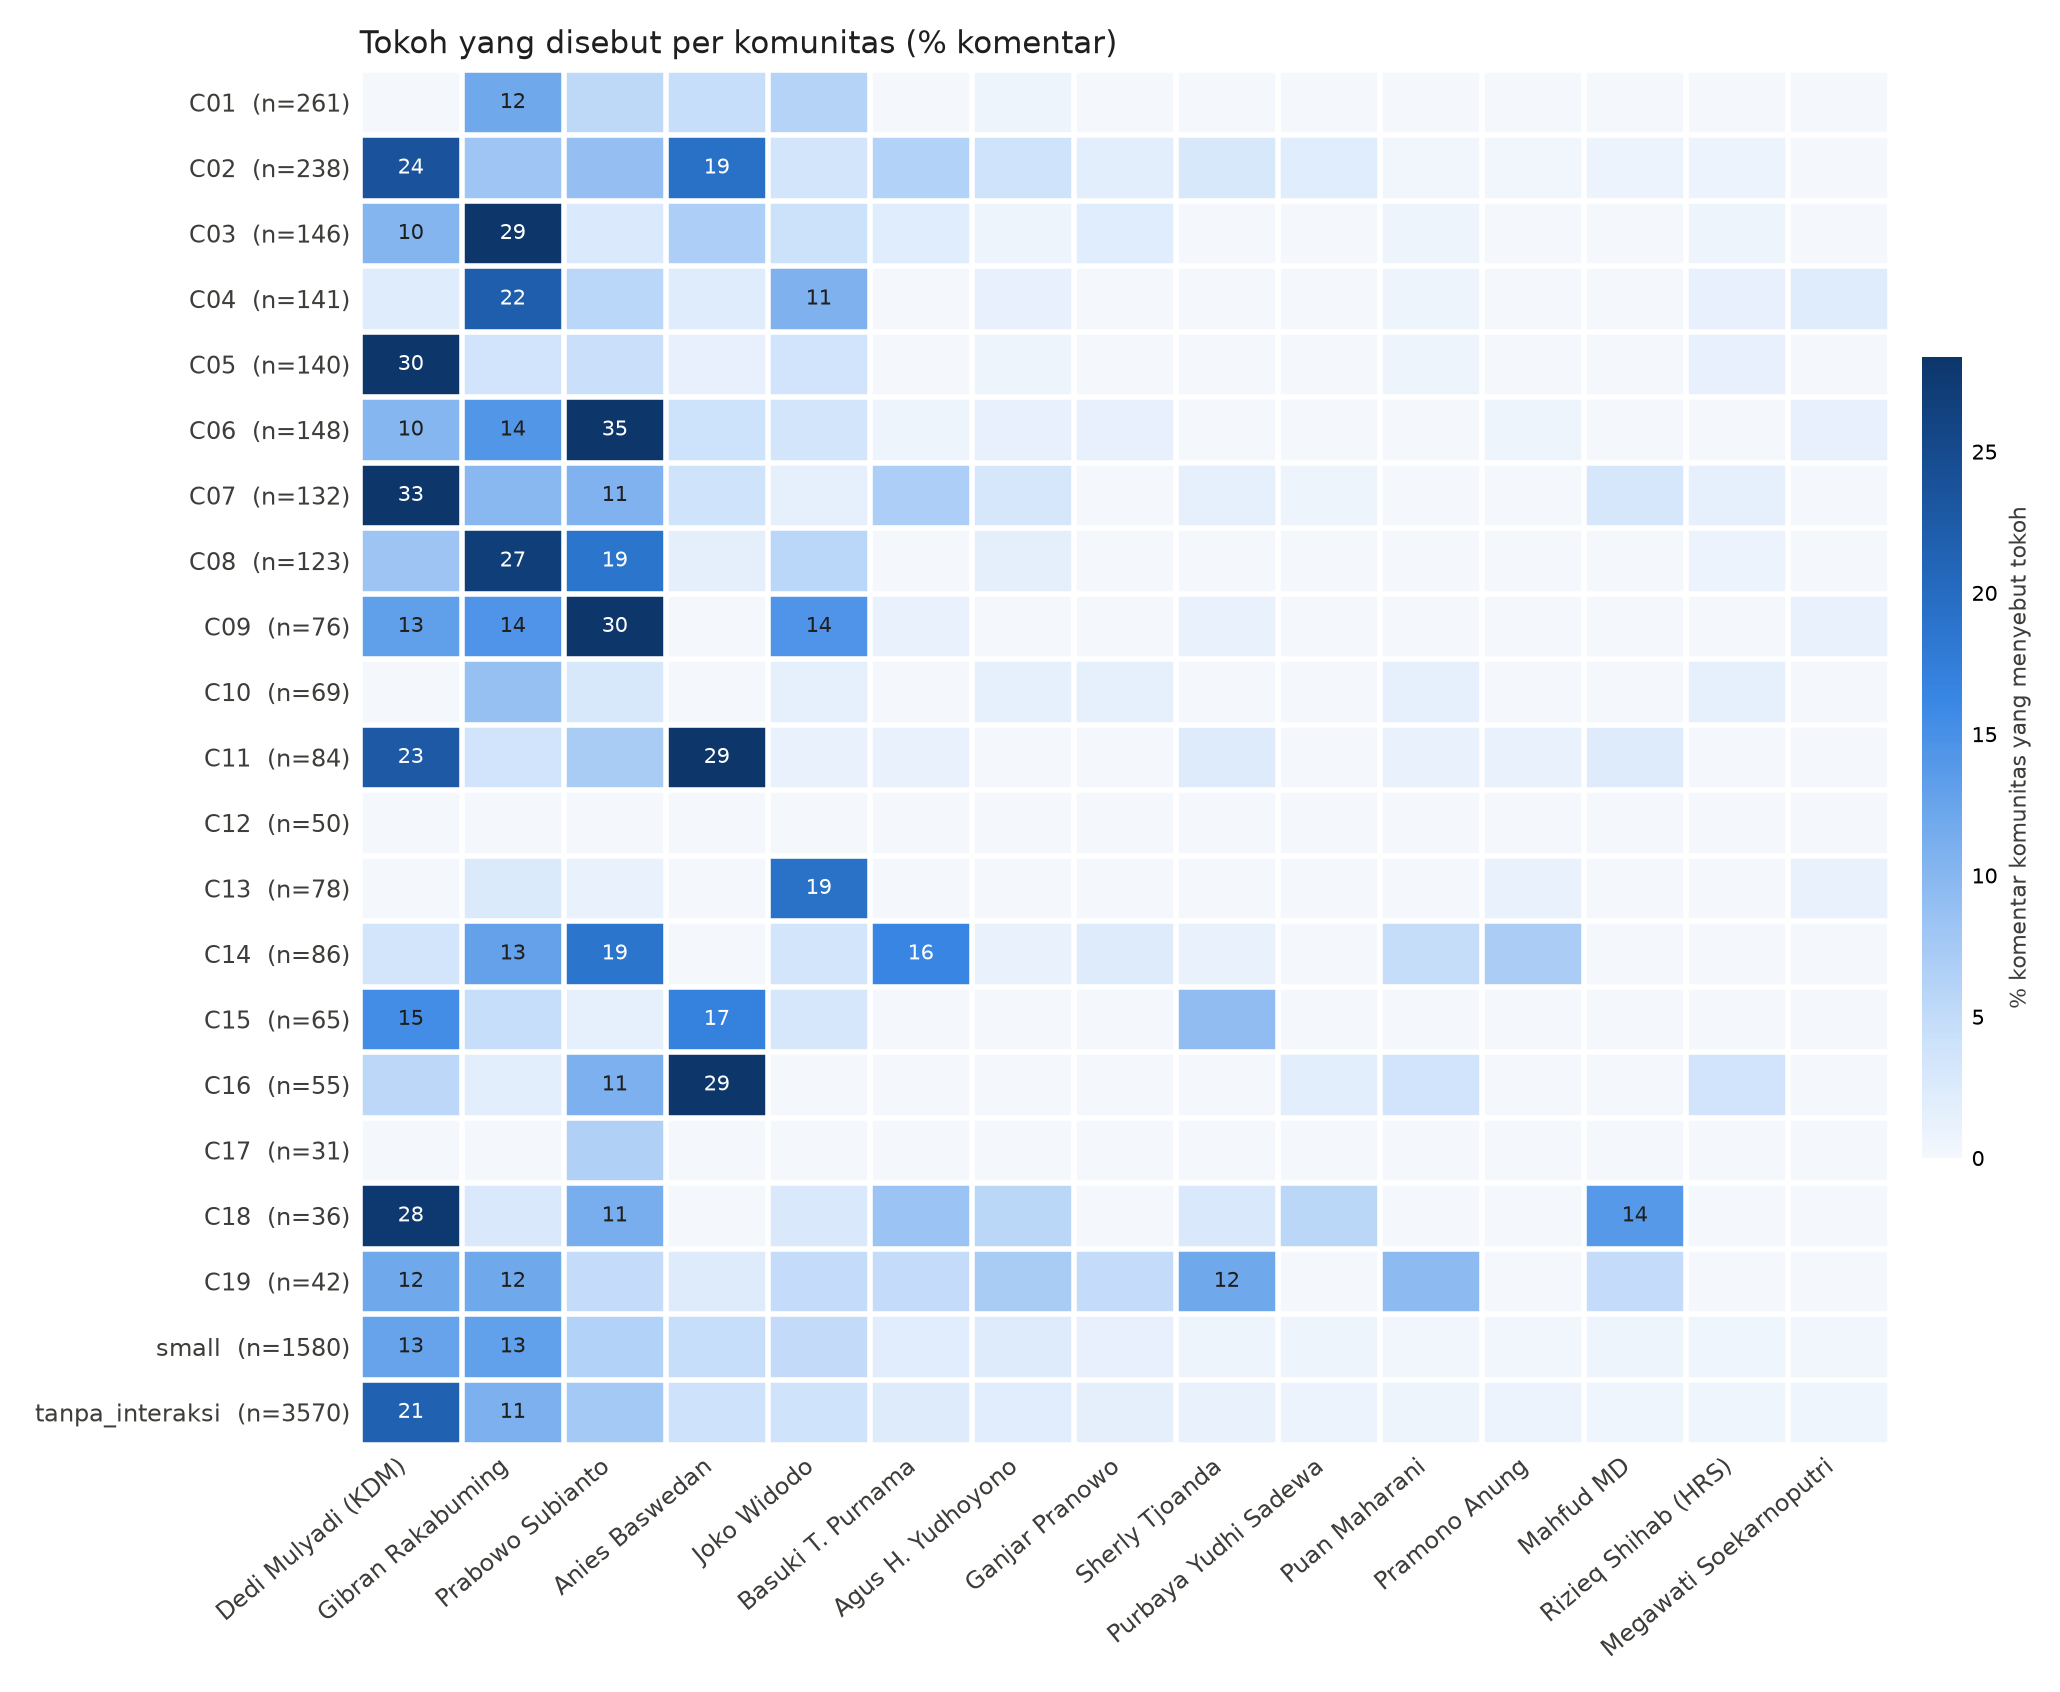 Tokoh yang disebut per komunitas (% komentar)
C01 (n=261) 12
C02 (n=238) 24 19
C03 (n=146) 10 29
C04 (n=141) 22 11
C05 (n=140) 30
C06 (n=148) 10 14 35
C07 (n=132) 33 11
C08 (n=123) 27 19
C09 (n=76) 13 14 30 14
C10 (n=69)
C11 (n=84) 23 29
C12 (n=50)
C13 (n=78) 19
C14 (n=86) 13 19 16
C15 (n=65) 15 17
C16 (n=55) 11 29
C17 (n=31)
C18 (n=36) 28 11 14
C19 (n=42) 12 12 12
small (n=1580) 13 13
tanpa_interaksi (n=3570) 21 11
Dedi Mulyadi (KDM)
Gibran Rakabuming
Prabowo Subianto
Anies Baswedan
Joko Widodo
Basuki T. Purnama
Agus H. Yudhoyono
Ganjar Pranowo
Sherly Tjoanda
Purbaya Yudhi Sadewa
Puan Maharani
Pramono Anung
Mahfud MD
Rizieq Shihab (HRS)
Megawati Soekarnoputri
25
20
15
10
5
0
% komentar komunitas yang menyebut tokoh